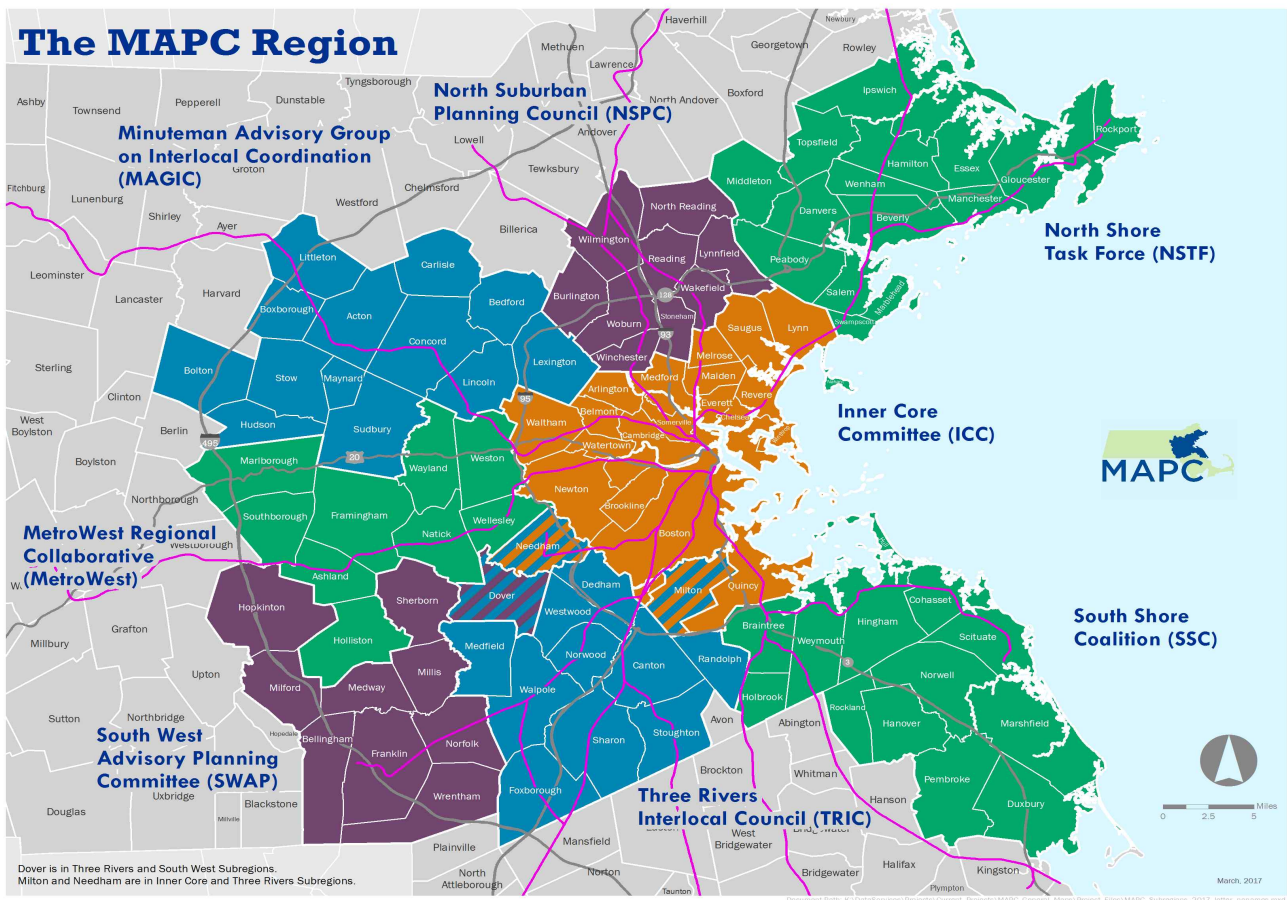 The MAPC Region
North Suburban
Planning Council (NSPC)
Minuteman Advisory Group
on Interlocal Coordination
(MAGIC)
North Shore
Task Force (NSTF)
Inner Core
Committee (ICC)
MAPC
MetroWest Regional
Collaborative
(MetroWest)
South Shore
Coalition (SSC)
South West
Advisory Planning
Committee (SWAP)
Three Rivers
Interlocal Council (TRIC)
Haverhill
Newbury
Methuen
Georgetown
Rowley
Lawrence
Tyngsborough
Boxford
Ipswich
Ashby
Townsend
Pepperell
Dunstable
North Andover
Andover
Rockport
Lowell
Topsfield
Groton
Tewksbury
Hamilton
Essex
Gloucester
Fitchburg
Lunenburg
Chelmsford
Middleton
Wenham
Manchester
Shirley
Westford
North Reading
Danvers
Beverly
Ayer
Billerica
Wilmington
Littleton
Carlisle
Reading
Lynnfield
Peabody
Leominster
Lancaster
Harvard
Burlington
Wakefield
Salem
Marblehead
Boxborough
Acton
Bedford
128
Stoneham
Swampscott
Woburn
93
Saugus
Lynn
Concord
Winchester
Melrose
Sterling
Bolton
Stow
Maynard
Lincoln
Lexington
Medford
Malden
Clinton
Arlington
Revere
95
Everett
Hudson
Sudbury
Waltham
Belmont
Somerville
Chelsea
West
Boylston
Berlin
495
Cambridge
Watertown
20
Boylston
Marlborough
Wayland
Weston
Northborough
Newton
Brookline
Southborough
Framingham
Wellesley
Boston
Westborough
Natick
Needham
Ashland
Dedham
Milton
Quincy
Hopkinton
Sherborn
Dover
Westwood
Cohasset
Grafton
Braintree
Hingham
Millbury
Holliston
Weymouth
Scituate
Medfield
Norwood
Canton
Randolph
Upton
Millis
3
Norwell
Milford
Medway
Walpole
Holbrook
Rockland
Sutton
Northbridge
Avon
Abington
Hanover
Marshfield
Hopedale
Bellingham
Franklin
Norfolk
Sharon
Stoughton
Brockton
Whitman
Pembroke
Uxbridge
Wrentham
Foxborough
Hanson
Duxbury
Douglas
Millville
Blackstone
Easton
West
Bridgewater
Plainville
Mansfield
Halifax
North
Attleborough
Norton
Bridgewater
Kingston
Taunton
Plympton
Miles
0 2.5 5
Dover is in Three Rivers and South West Subregions.
Milton and Needham are in Inner Core and Three Rivers Subregions.
March, 2017